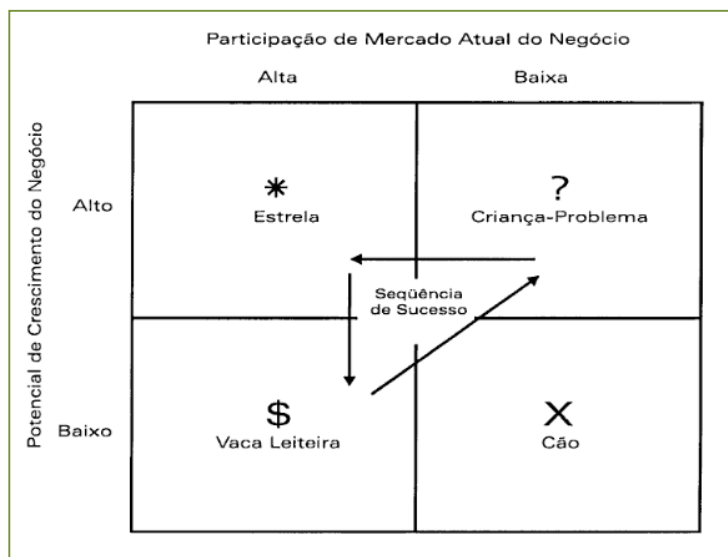 Participação de Mercado Atual do Negócio
Alta
Baixa
Potencial de Crescimento do Negócio
Alto
*
Estrela
?
Criança-Problema
Seqüência
de Sucesso
Baixo
$
Vaca Leiteira
X
Cão